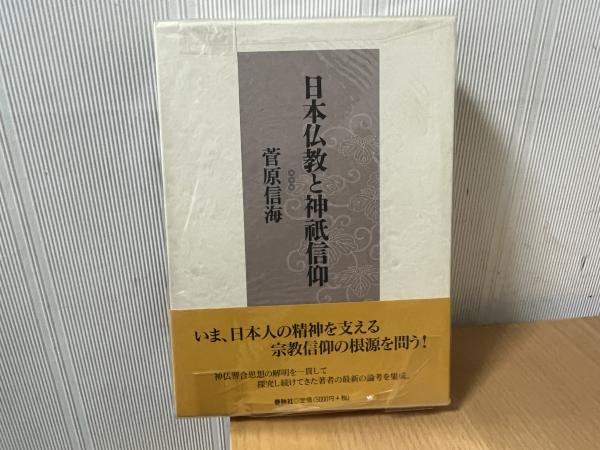 日本仏教と神祇信仰
菅原信海
いま、日本人の精神を支える
宗教信仰の根源を問う!
神仏習合思想の解明を一貫して
探究し続けてきた著者の最新の論考を集成。
春秋社◎定価(5000円+税)